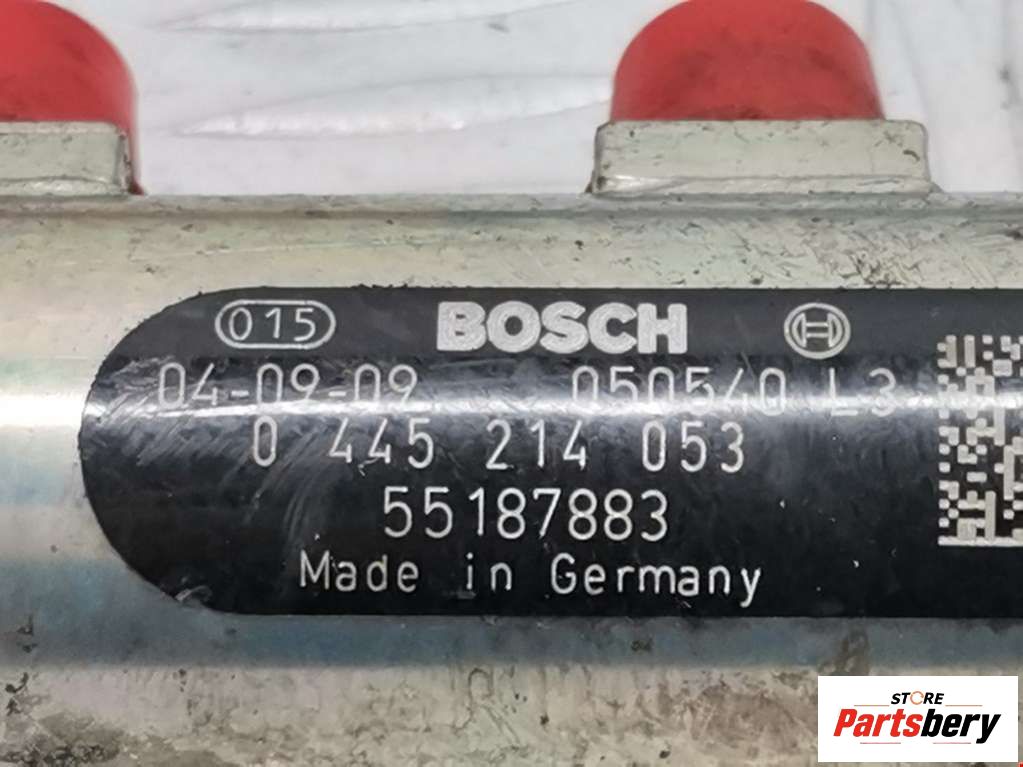 015 BOSCH
04-09-09 050540 L3
0 445 214 053
55187883
Made in Germany
STORE
Partsbery